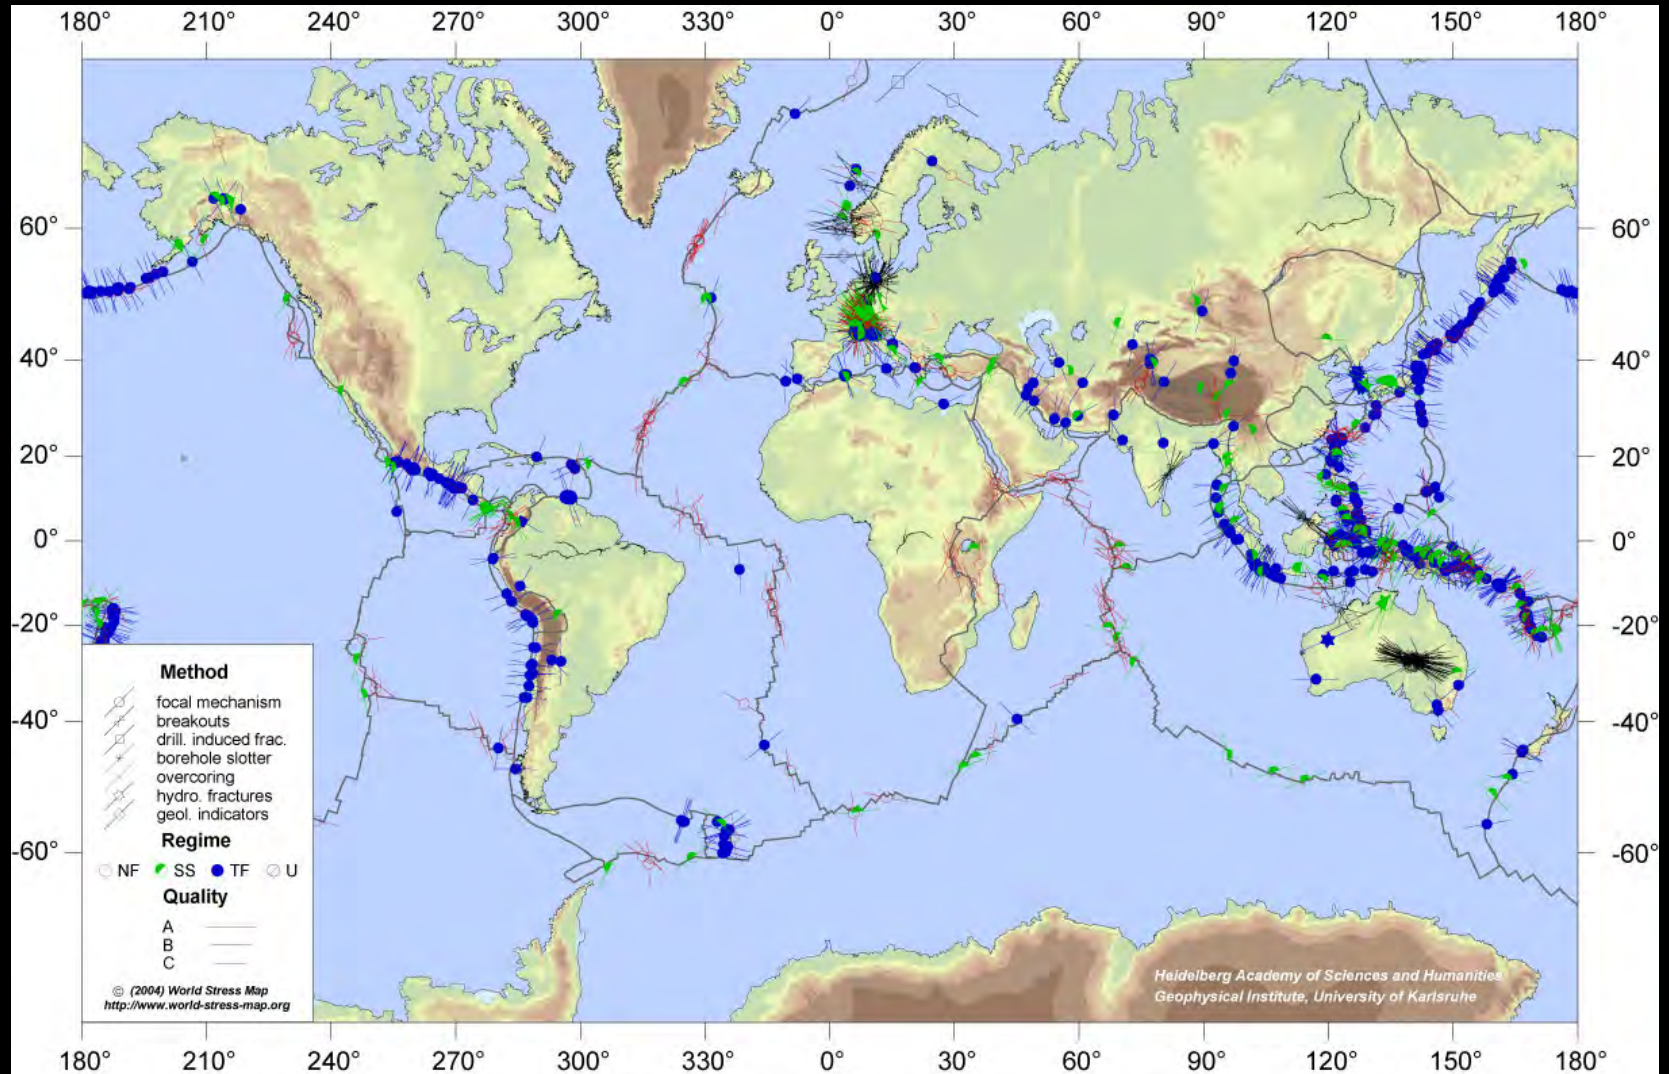 180° 210° 240° 270° 300° 330° 0° 30° 60° 90° 120° 150° 180°
60° 60°
40° 40°
20° 20°
0° 0°
-20° -20°
-40° -40°
-60° -60°
Method
focal mechanism
breakouts
drill. induced frac.
borehole slotter
overcoring
hydro. fractures
geol. indicators
Regime
NF SS TF U
Quality
A
B
C
© (2004) World Stress Map
http://www.world-stress-map.org
Heidelberg Academy of Sciences and Humanities
Geophysical Institute, University of Karlsruhe
180° 210° 240° 270° 300° 330° 0° 30° 60° 90° 120° 150° 180°